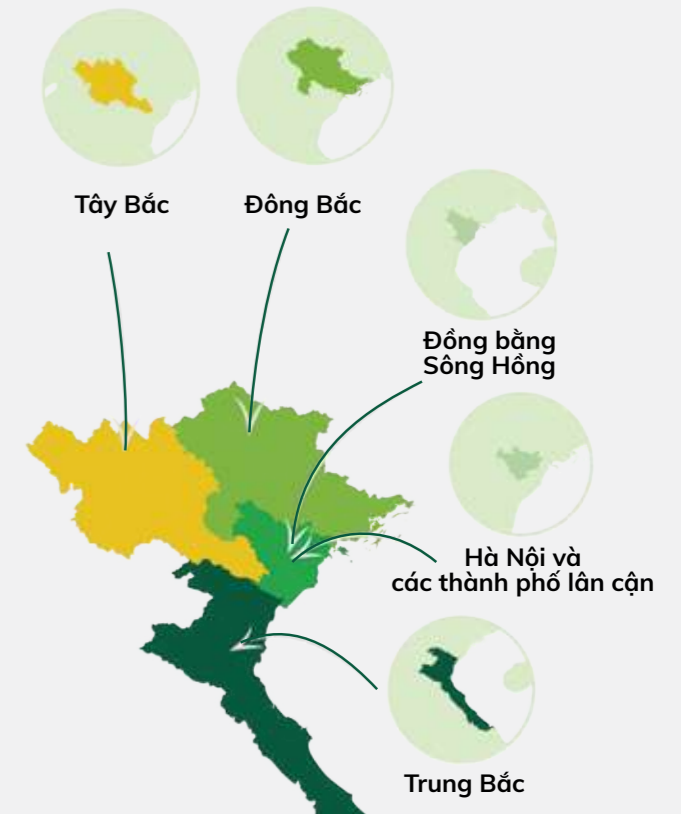 Tây Bắc
Đông Bắc
Đồng bằng
Sông Hồng
Hà Nội và
các thành phố lân cận
Trung Bắc